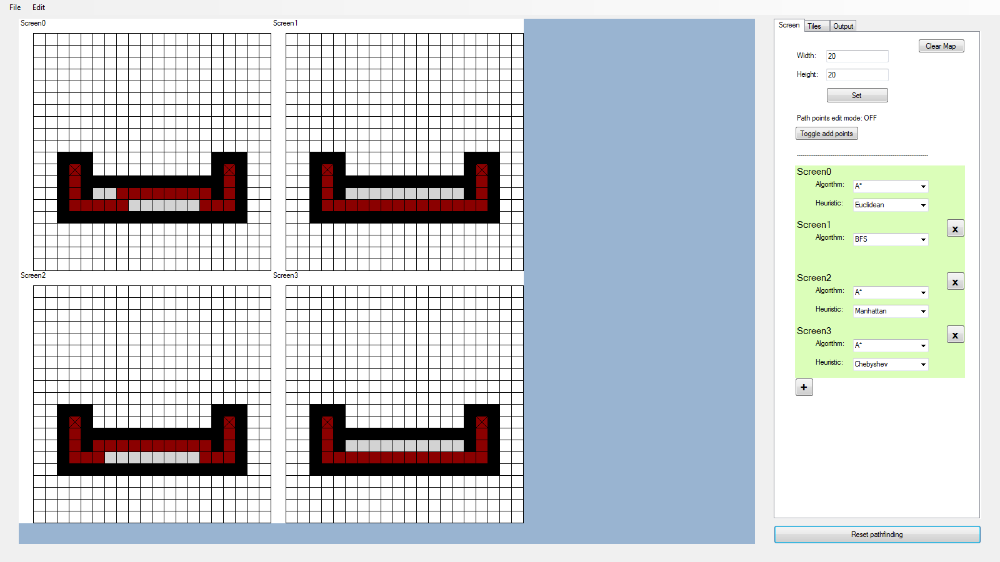 File Edit
Screen0 Screen1
Screen2 Screen3
Screen Tiles Output
Clear Map
Width: 20
Height: 20
Set
Path points edit mode: OFF
Toggle add points
Screen0
Algorithm: A*
Heuristic: Euclidean
Screen1 x
Algorithm: BFS
Screen2 x
Algorithm: A*
Heuristic: Manhattan
Screen3 x
Algorithm: A*
Heuristic: Chebyshev
+
Reset pathfinding